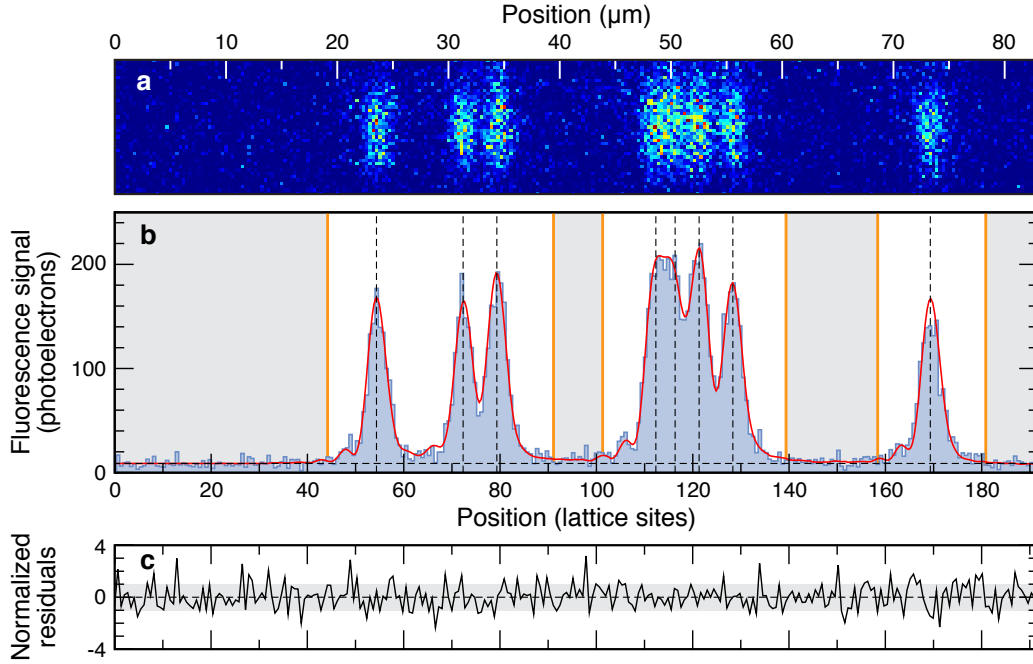 Position (µm)
0 10 20 30 40 50 60 70 80
a
b
Fluorescence signal
(photoelectrons)
200
100
0
0 20 40 60 80 100 120 140 160 180
Position (lattice sites)
c
Normalized
residuals
4
0
-4